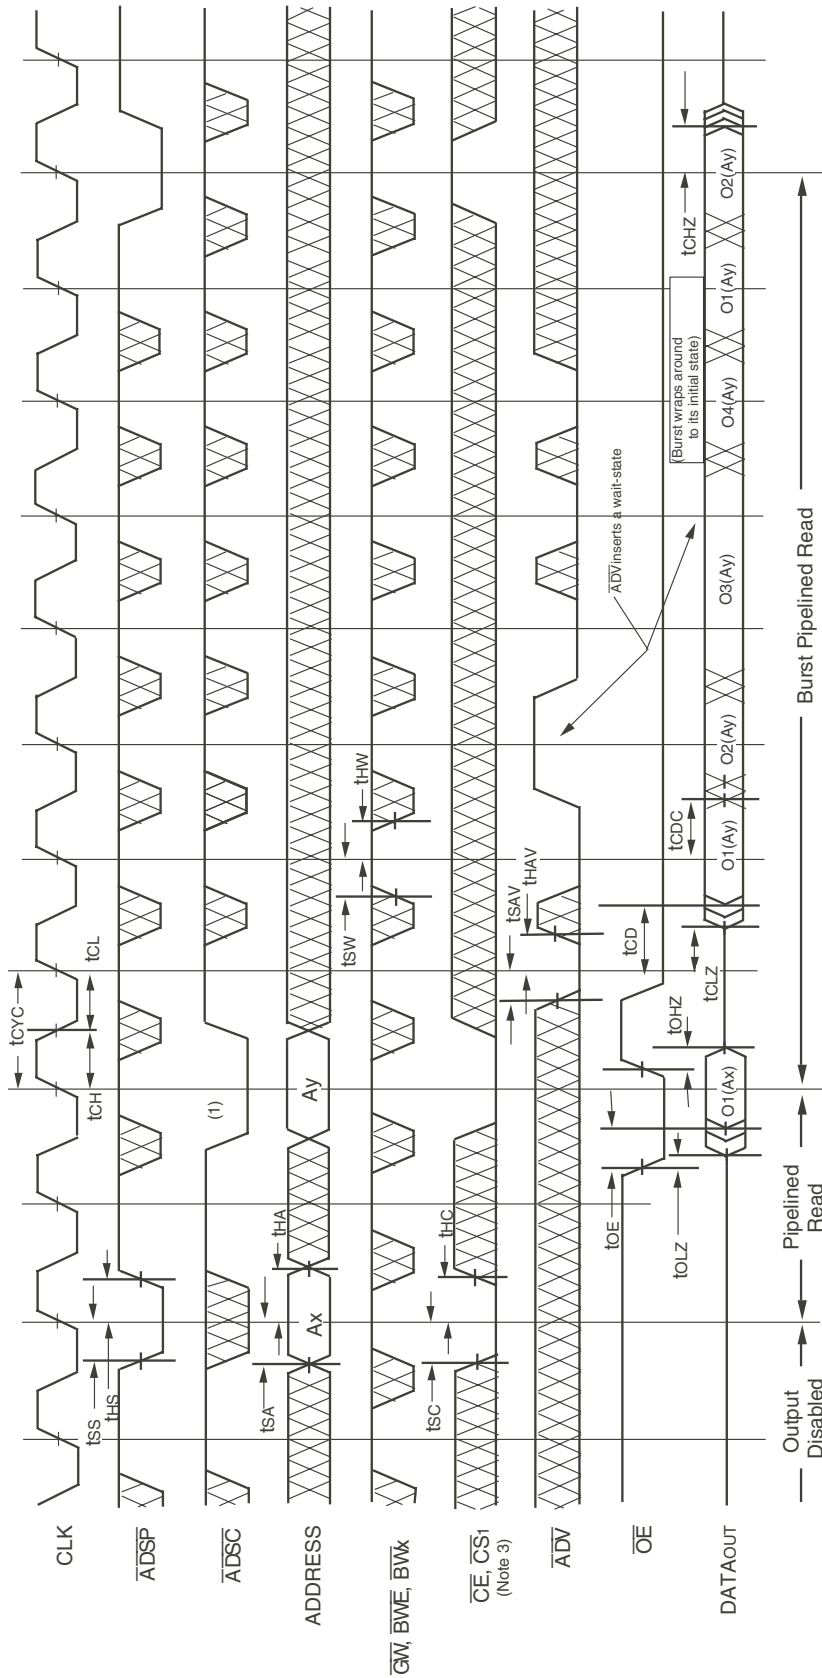 CLK
ADSP
ADSC
ADDRESS
GW, BWE, BWx
CE, CS1
(Note 3)
ADV
OE
DATAOUT
tCYC
tCH
tCL
tSS
tHS
(1)
tSA
tHA
Ax
Ay
tSW
tHW
tSC
tHC
tSAV
tHAV
ADV inserts a wait-state
tOE
tOLZ
tOHZ
tCD
tCLZ
tCDC
tCHZ
(Burst wraps around
to its initial state)
O1(Ax)
O1(Ay)
O2(Ay)
O3(Ay)
O4(Ay)
O1(Ay)
O2(Ay)
Output
Disabled
Pipelined
Read
Burst Pipelined Read